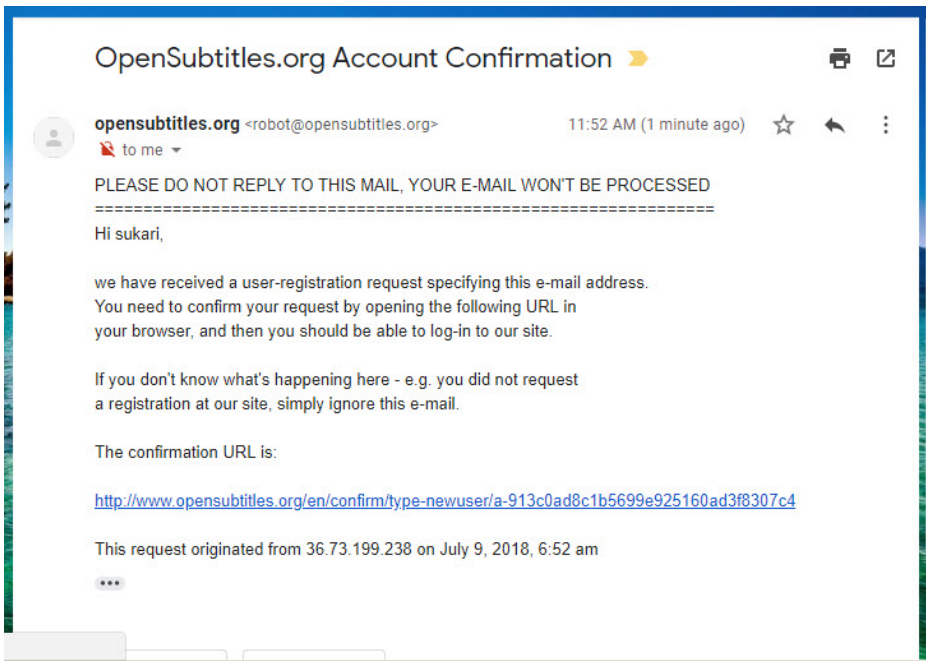 OpenSubtitles.org Account Confirmation
opensubtitles.org <robot@opensubtitles.org> 11:52 AM (1 minute ago)
to me
PLEASE DO NOT REPLY TO THIS MAIL, YOUR E-MAIL WON'T BE PROCESSED
================================================================
Hi sukari,
we have received a user-registration request specifying this e-mail address.
You need to confirm your request by opening the following URL in
your browser, and then you should be able to log-in to our site.
If you don't know what's happening here - e.g. you did not request
a registration at our site, simply ignore this e-mail.
The confirmation URL is:
http://www.opensubtitles.org/en/confirm/type-newuser/a-913c0ad8c1b5699e925160ad3f8307c4
This request originated from 36.73.199.238 on July 9, 2018, 6:52 am